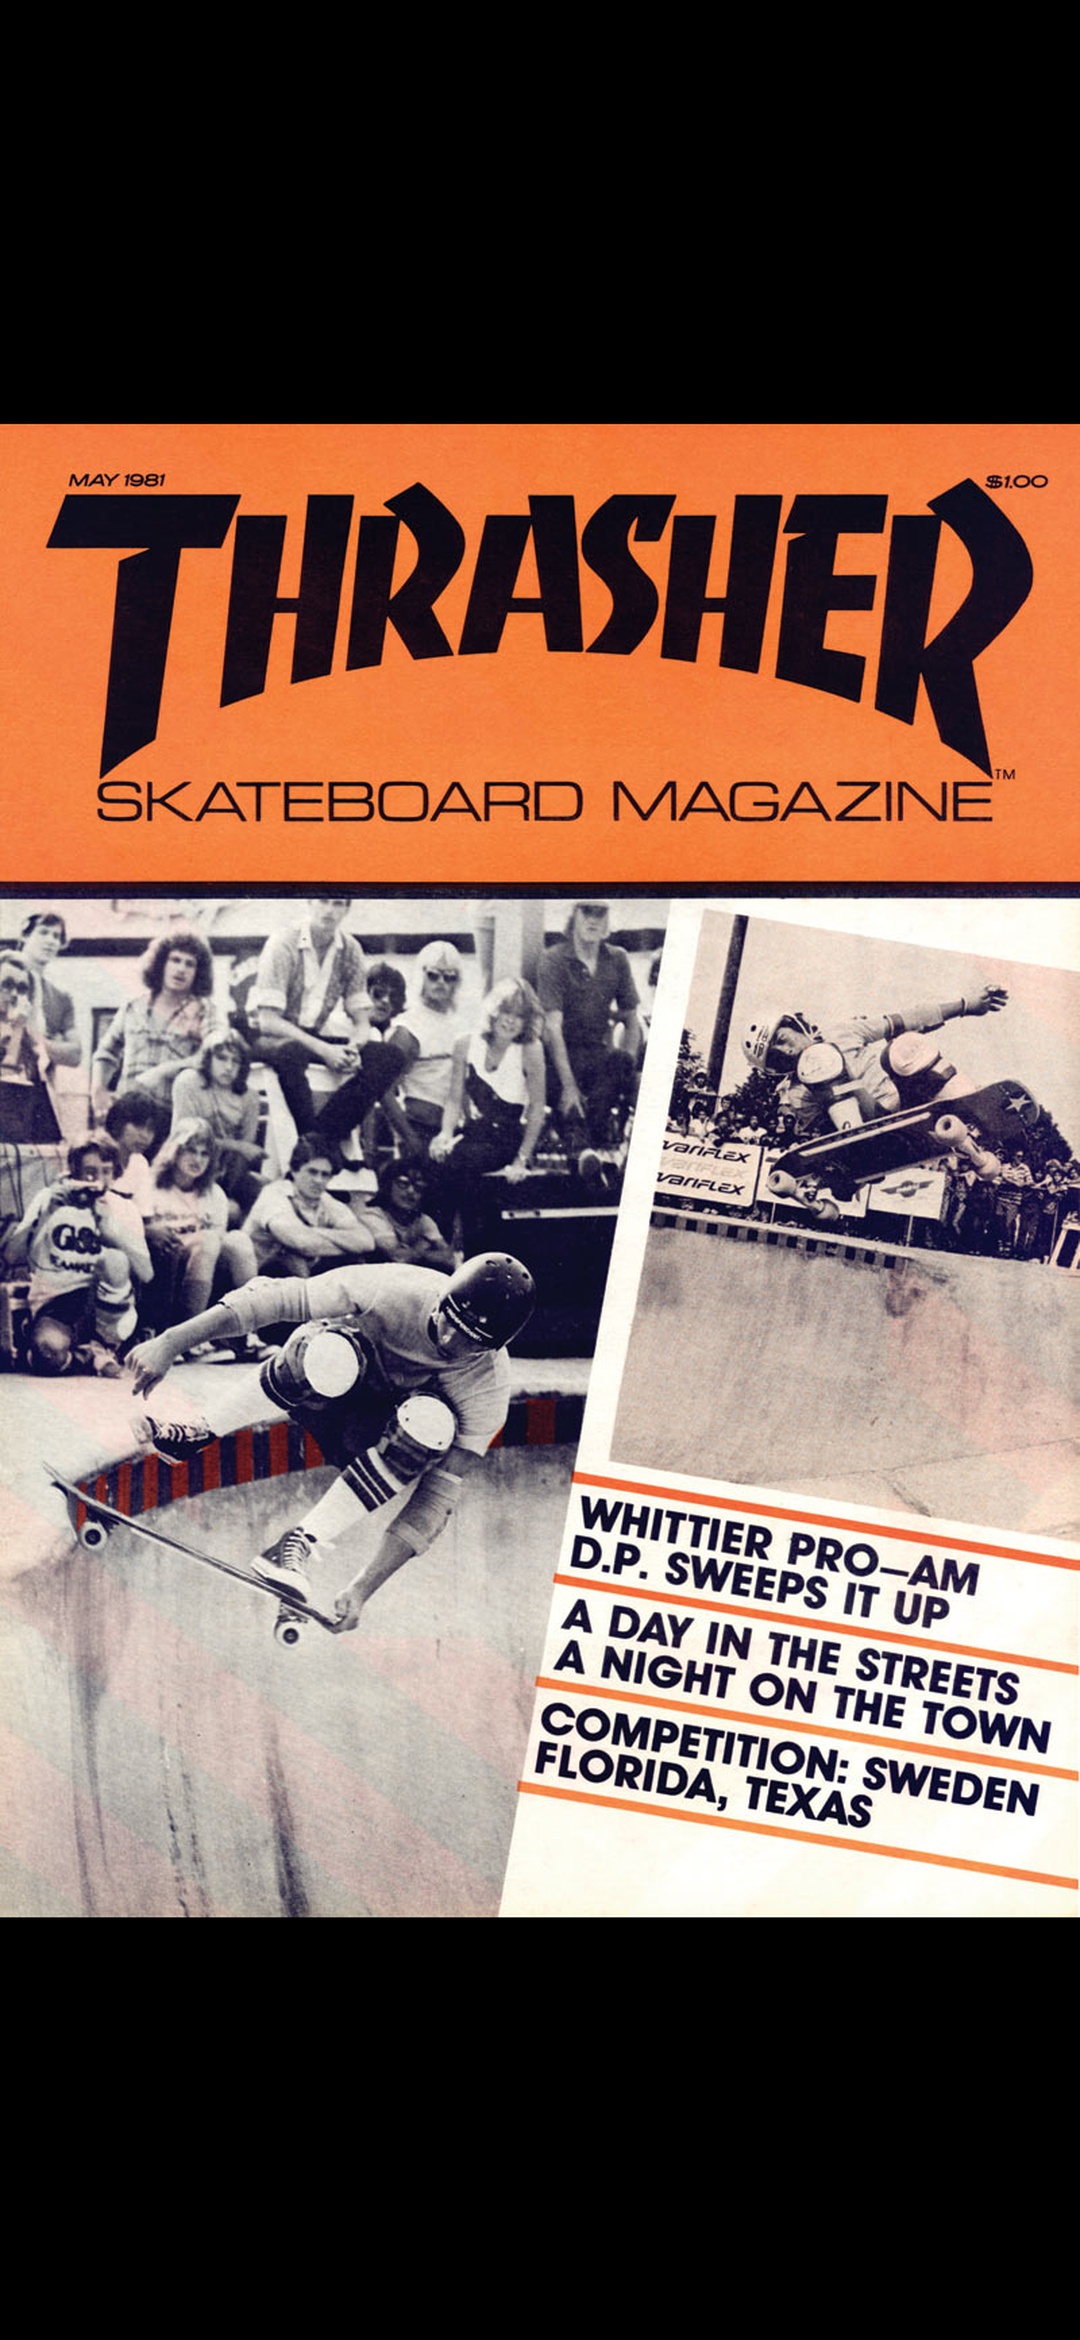 MAY 1981
$1.00
THRASHER
™
SKATEBOARD MAGAZINE
VARIFLEX
VARIFLEX
VARIFLEX
G&S
WHITTIER PRO–AM
D.P. SWEEPS IT UP
A DAY IN THE STREETS
A NIGHT ON THE TOWN
COMPETITION: SWEDEN
FLORIDA, TEXAS